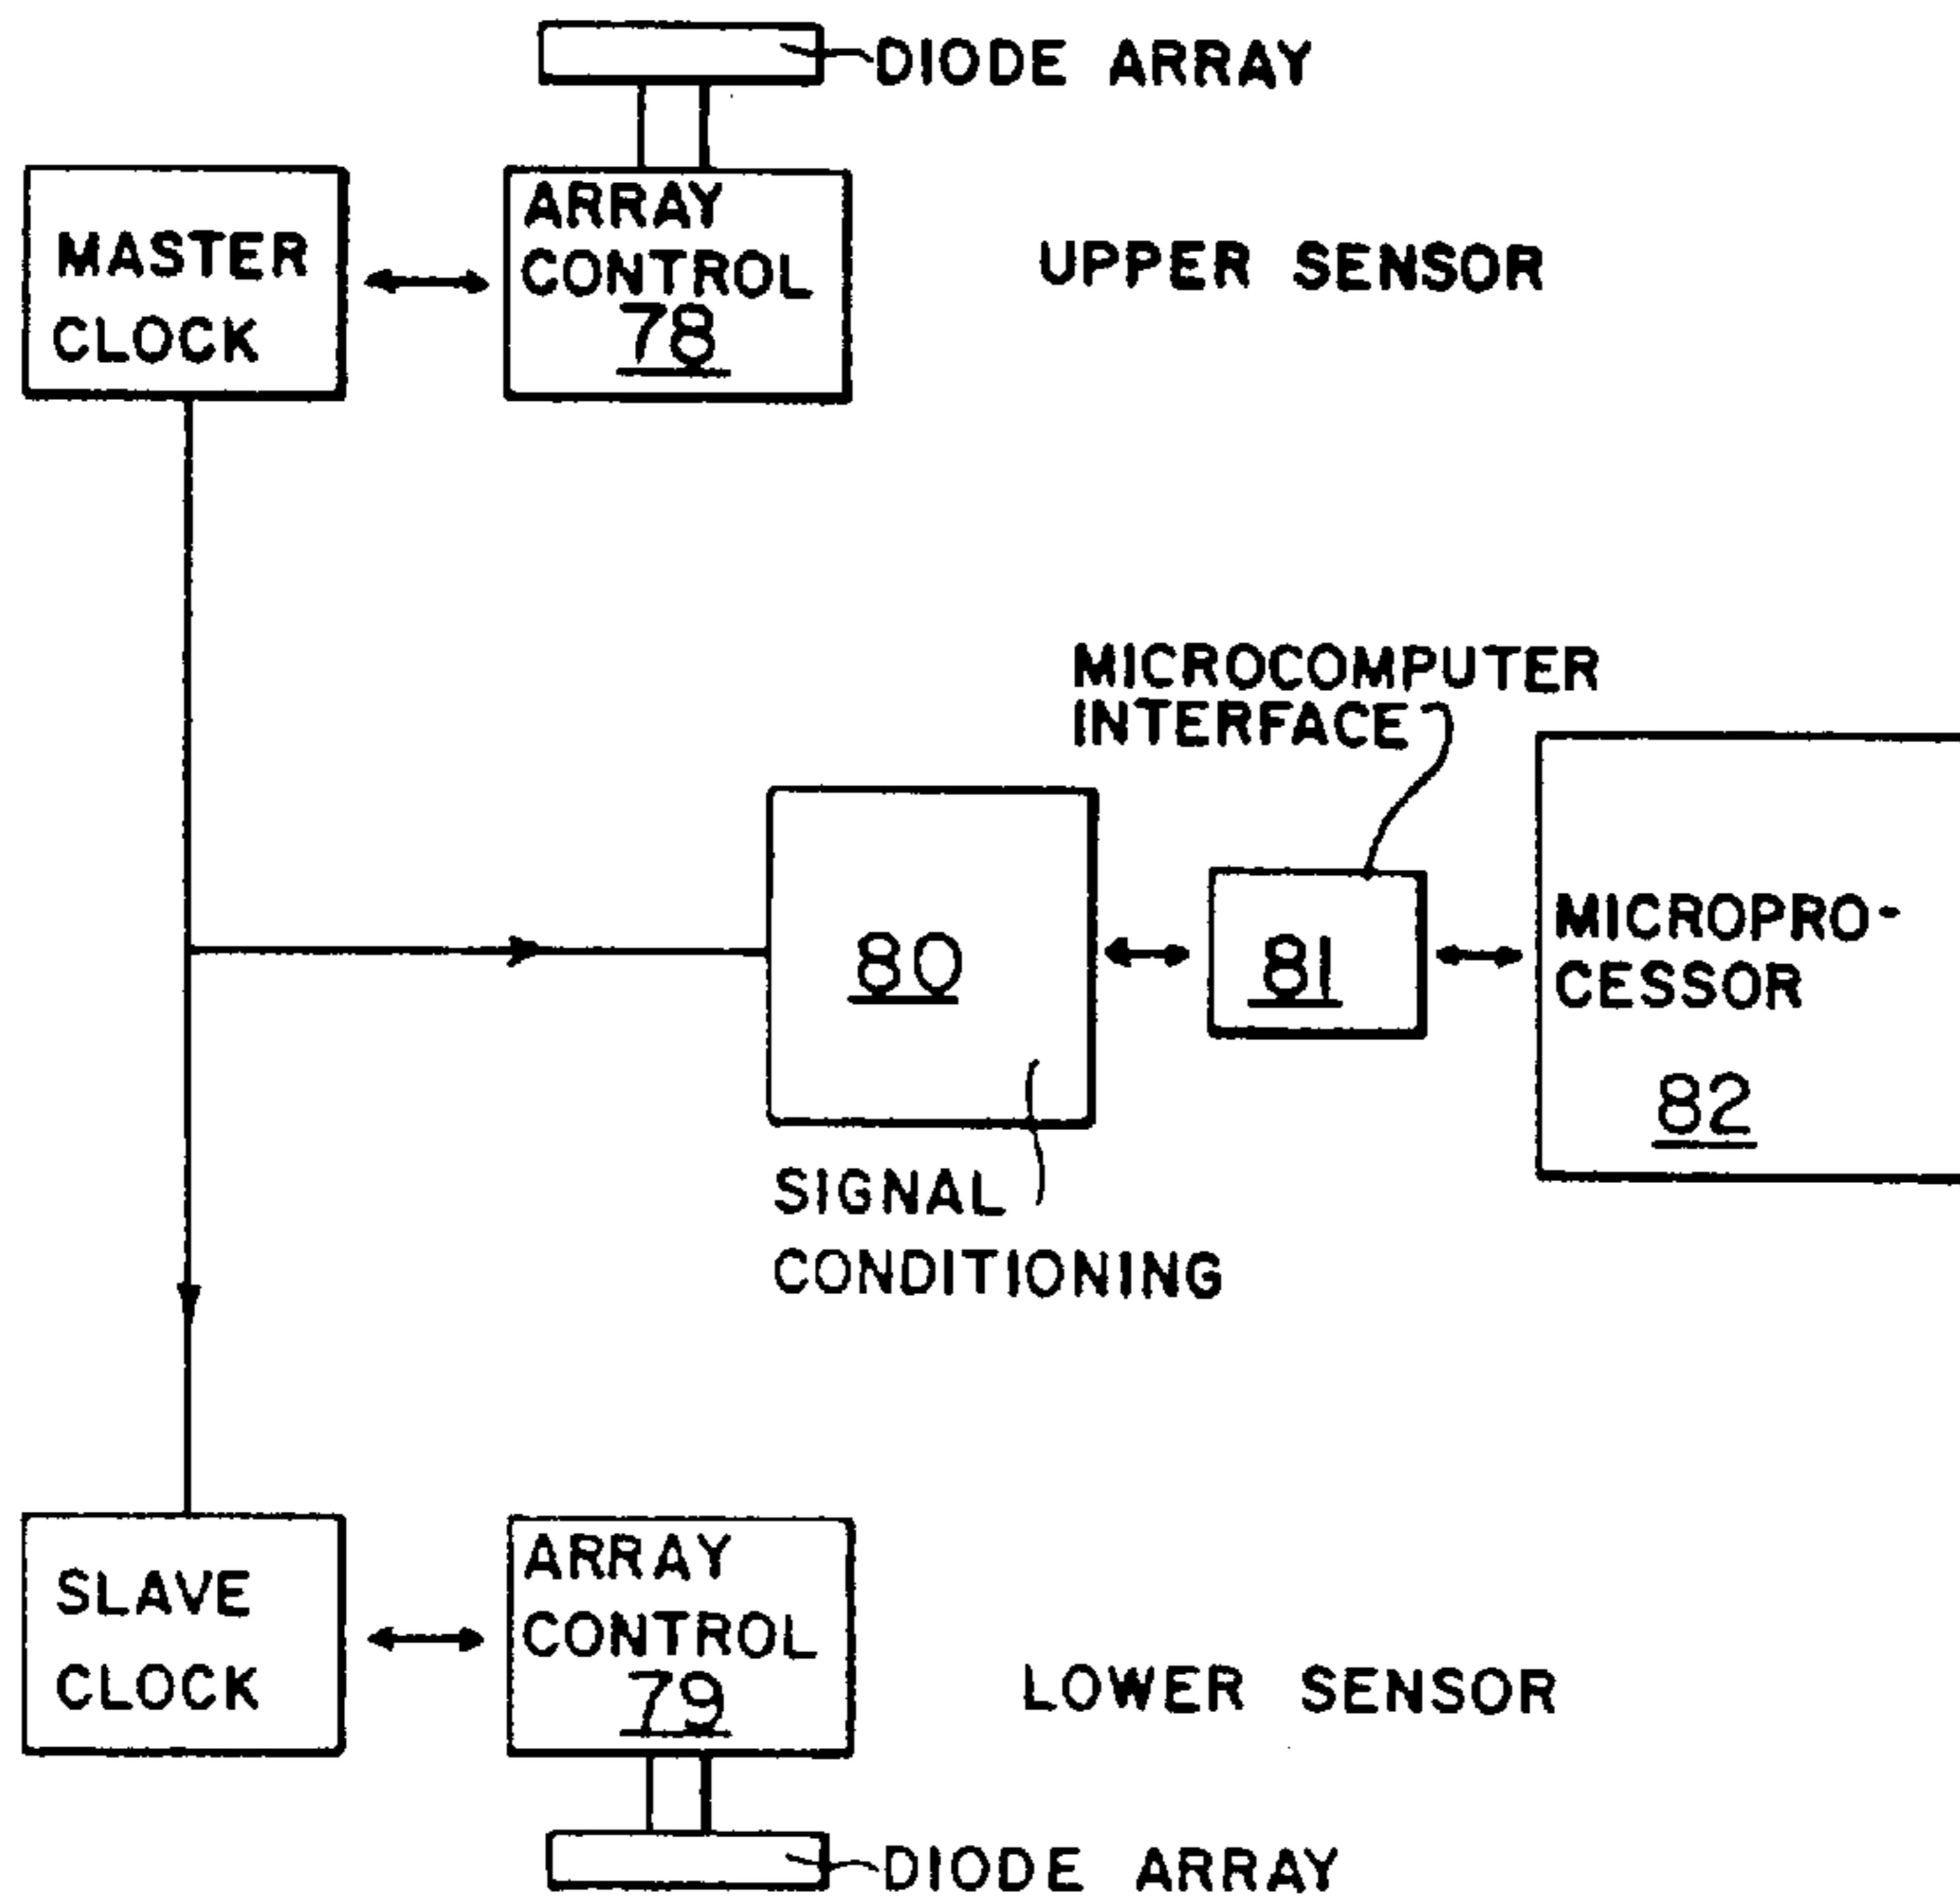 DIODE ARRAY
MASTER
CLOCK
ARRAY
CONTROL
78
UPPER SENSOR
MICROCOMPUTER
INTERFACE
80
81
MICROPRO-
CESSOR
82
SIGNAL
CONDITIONING
SLAVE
CLOCK
ARRAY
CONTROL
79
LOWER SENSOR
DIODE ARRAY